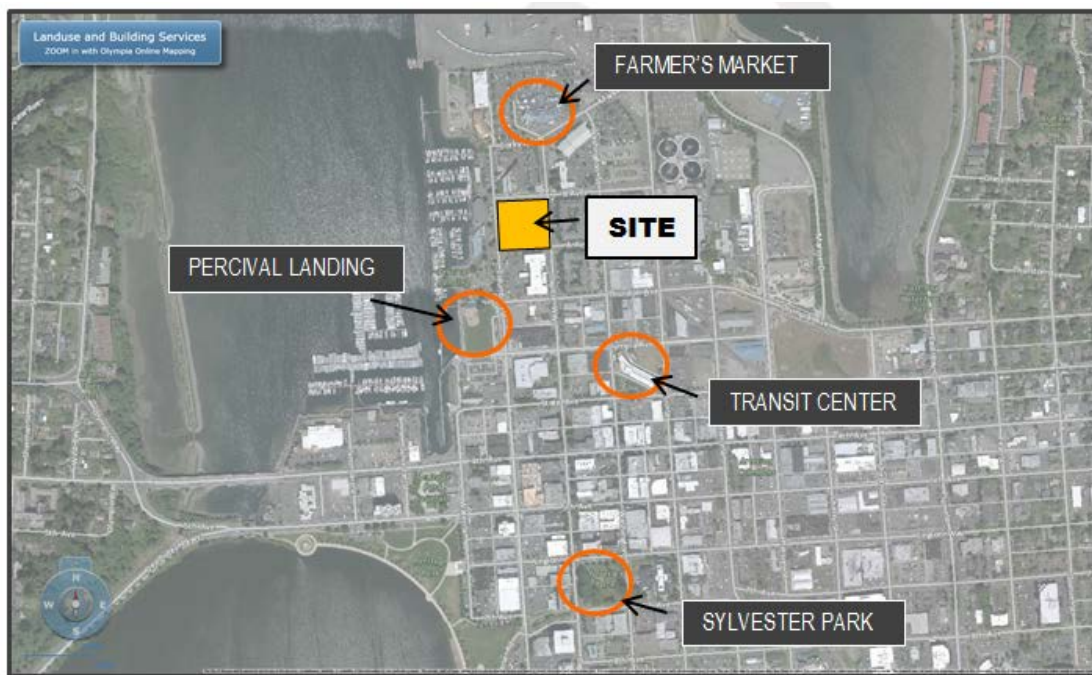 Landuse and Building Services
ZOOM in with Olympia Online Mapping
FARMER'S MARKET
SITE
PERCIVAL LANDING
TRANSIT CENTER
SYLVESTER PARK
N
W
E
S